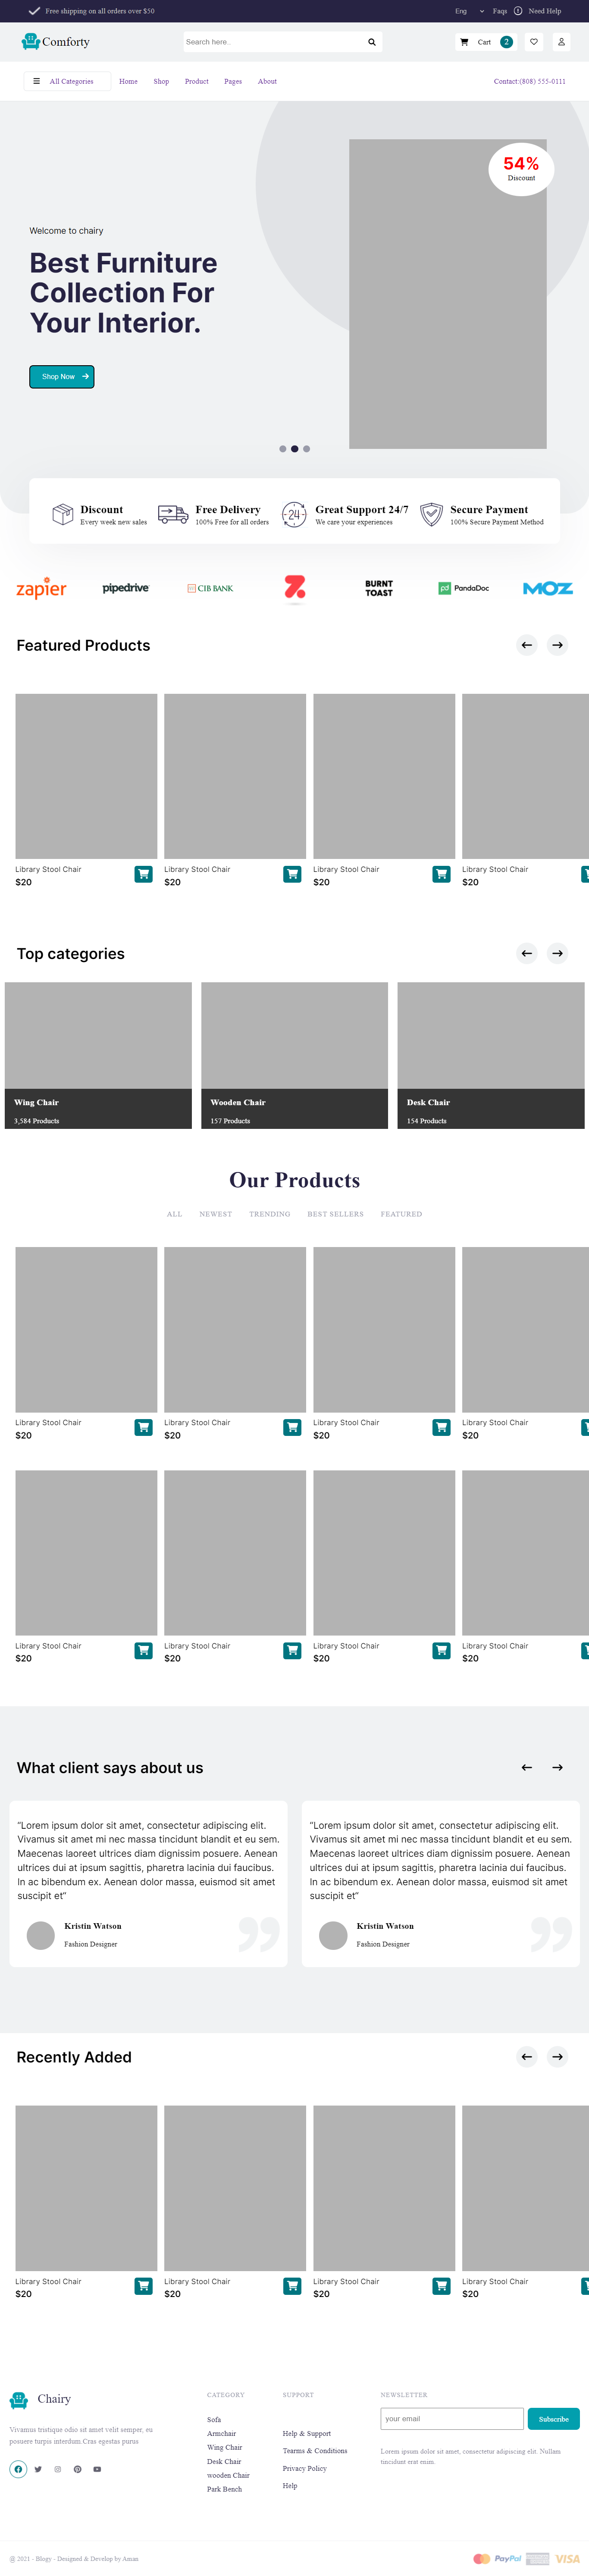 Free shipping on all orders over $50
Eng Faqs Need Help
Comforty
Search here..
Cart 2
All Categories Home Shop Product Pages About Contact:(808) 555-0111
54%
Discount
Welcome to chairy
Best Furniture
Collection For
Your Interior.
Shop Now
Discount
Every week new sales
Free Delivery
100% Free for all orders
24
Great Support 24/7
We care your experiences
Secure Payment
100% Secure Payment Method
zapier pipedrive CIB BANK BURNT TOAST pd PandaDoc MOZ
Featured Products
Library Stool Chair Library Stool Chair Library Stool Chair Library Stool Chair
$20 $20 $20 $20
Top categories
Wing Chair Wooden Chair Desk Chair
3,584 Products 157 Products 154 Products
Our Products
ALL NEWEST TRENDING BEST SELLERS FEATURED
Library Stool Chair Library Stool Chair Library Stool Chair Library Stool Chair
$20 $20 $20 $20
Library Stool Chair Library Stool Chair Library Stool Chair Library Stool Chair
$20 $20 $20 $20
What client says about us
“Lorem ipsum dolor sit amet, consectetur adipiscing elit.
Vivamus sit amet mi nec massa tincidunt blandit et eu sem.
Maecenas laoreet ultrices diam dignissim posuere. Aenean
ultrices dui at ipsum sagittis, pharetra lacinia dui faucibus.
In ac bibendum ex. Aenean dolor massa, euismod sit amet
suscipit et”
Kristin Watson
Fashion Designer
“Lorem ipsum dolor sit amet, consectetur adipiscing elit.
Vivamus sit amet mi nec massa tincidunt blandit et eu sem.
Maecenas laoreet ultrices diam dignissim posuere. Aenean
ultrices dui at ipsum sagittis, pharetra lacinia dui faucibus.
In ac bibendum ex. Aenean dolor massa, euismod sit amet
suscipit et”
Kristin Watson
Fashion Designer
Recently Added
Library Stool Chair Library Stool Chair Library Stool Chair Library Stool Chair
$20 $20 $20 $20
Chairy
Vivamus tristique odio sit amet velit semper, eu
posuere turpis interdum.Cras egestas purus
CATEGORY
Sofa
Armchair
Wing Chair
Desk Chair
wooden Chair
Park Bench
SUPPORT
Help & Support
Tearms & Conditions
Privacy Policy
Help
NEWSLETTER
your email
Subscribe
Lorem ipsum dolor sit amet, consectetur adipiscing elit. Nullam
tincidunt erat enim.
@ 2021 - Blogy - Designed & Develop by Aman
PayPal VISA